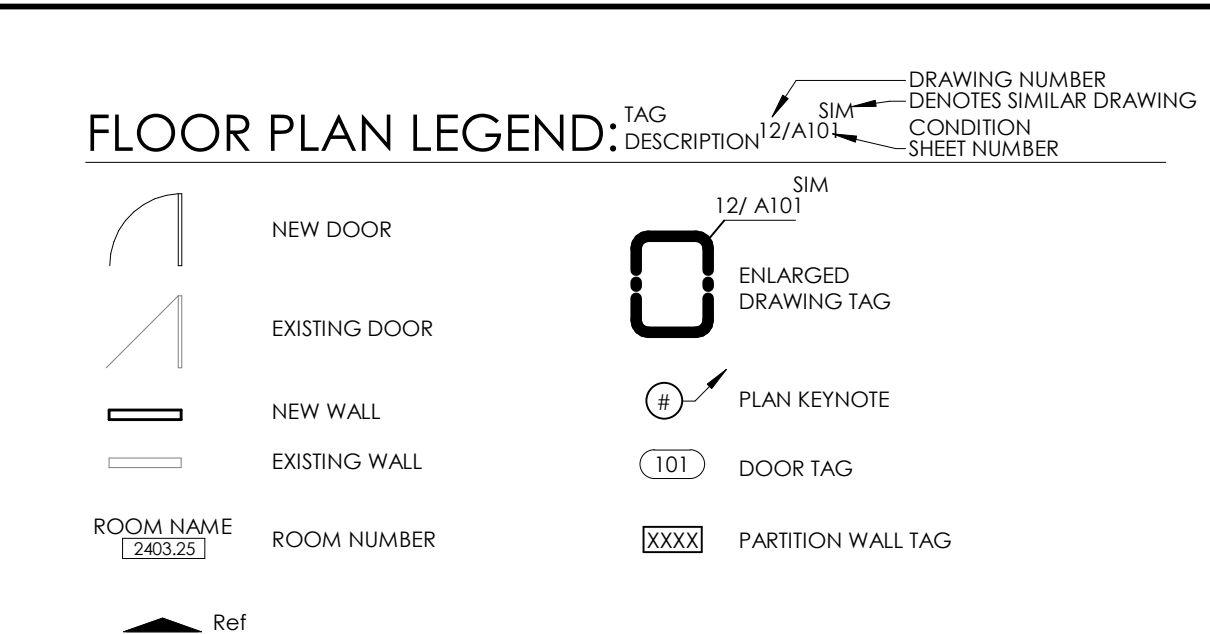 DRAWING NUMBER
SIM
DENOTES SIMILAR DRAWING
FLOOR PLAN LEGEND:
TAG
DESCRIPTION
12/A101
CONDITION
SHEET NUMBER
NEW DOOR
SIM
12/ A101
ENLARGED
DRAWING TAG
EXISTING DOOR
NEW WALL
# PLAN KEYNOTE
EXISTING WALL
101 DOOR TAG
ROOM NAME
2403.25
ROOM NUMBER
XXXX PARTITION WALL TAG
Ref